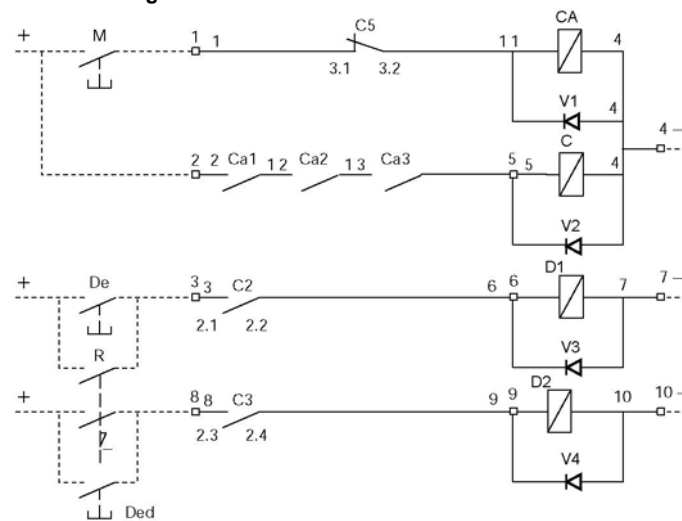 C5 CA
+ M 1 1 11 4
3.1 3.2
V1 4
4 –
C
2 2 Ca1 12 Ca2 13 Ca3 5 5 4
V2
D1
+ De 3 3 C2 6 6 7 7 –
2.1 2.2
R V3
D2
+ 8 8 C3 9 9 10 10 –
2.3 2.4
V4
Ded